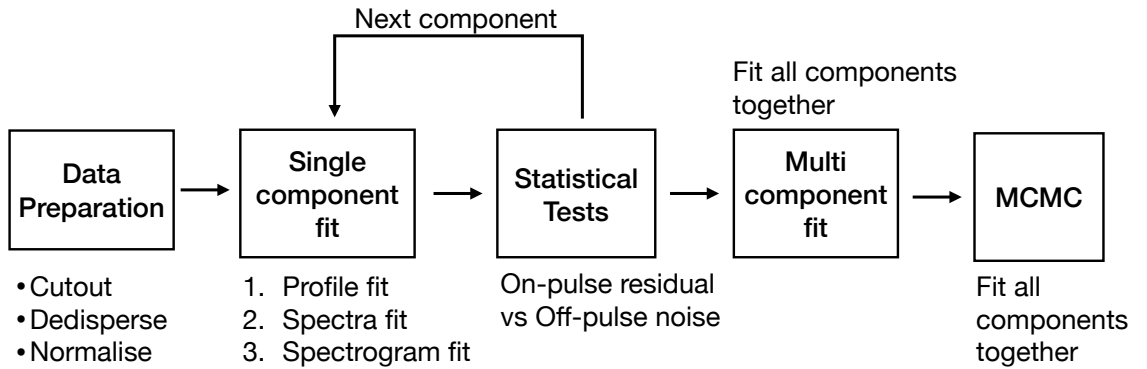 Next component
Data
Preparation
• Cutout
• Dedisperse
• Normalise
Single
component
fit
1. Profile fit
2. Spectra fit
3. Spectrogram fit
Statistical
Tests
On-pulse residual
vs Off-pulse noise
Fit all components
together
Multi
component
fit
MCMC
Fit all
components
together